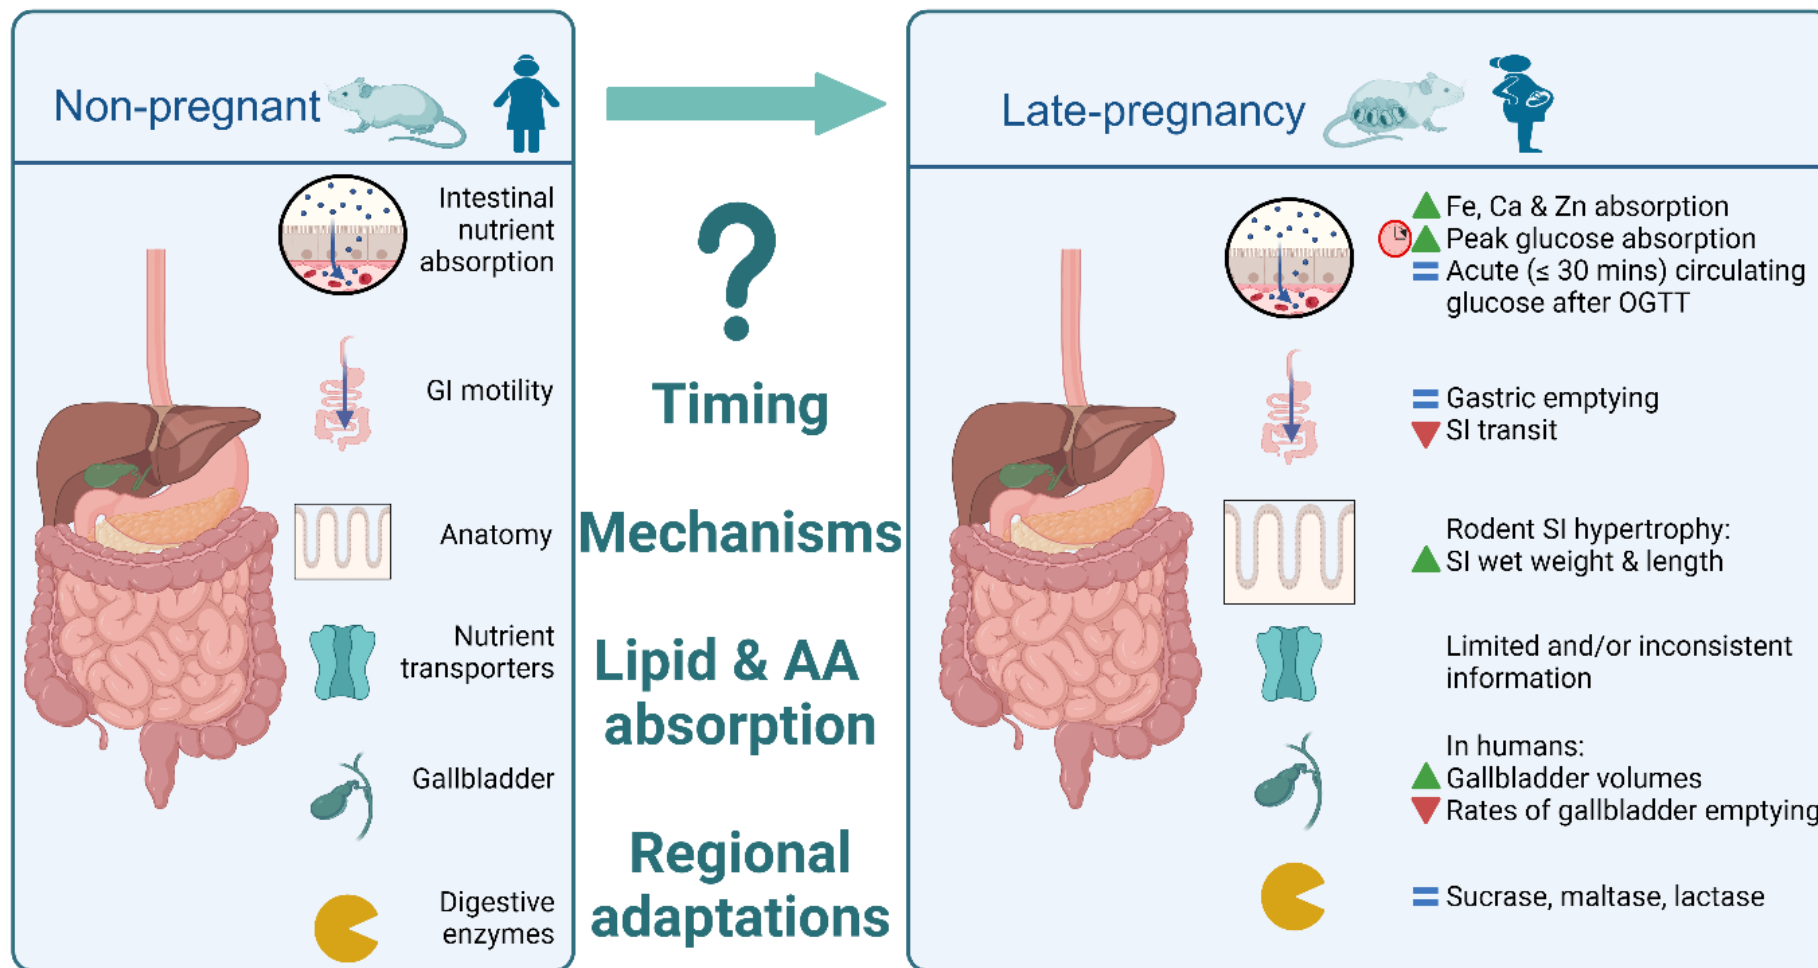 Non-pregnant
Intestinal
nutrient
absorption
GI motility
Anatomy
Nutrient
transporters
Gallbladder
Digestive
enzymes
?
Timing
Mechanisms
Lipid & AA
absorption
Regional
adaptations
Late-pregnancy
Fe, Ca & Zn absorption
Peak glucose absorption
= Acute (≤ 30 mins) circulating
glucose after OGTT
= Gastric emptying
SI transit
Rodent SI hypertrophy:
SI wet weight & length
Limited and/or inconsistent
information
In humans:
Gallbladder volumes
Rates of gallbladder emptying
= Sucrase, maltase, lactase